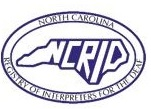 NORTH CAROLINA
NCRID
REGISTRY OF INTERPRETERS FOR THE DEAF